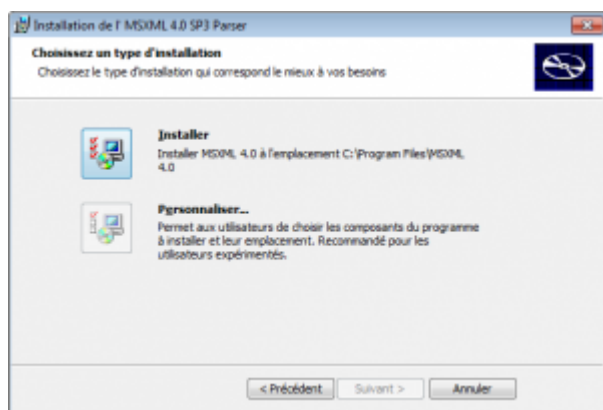 Installation de l' MSXML 4.0 SP3 Parser
Choisissez un type d'installation
Choisissez le type d'installation qui correspond le mieux à vos besoins
Installer
Installer MSXML 4.0 à l'emplacement C:\Program Files\MSXML
4.0
Personnaliser...
Permet aux utilisateurs de choisir les composants du programme
à installer et leur emplacement. Recommandé pour les
utilisateurs expérimentés.
< Précédent
Suivant >
Annuler